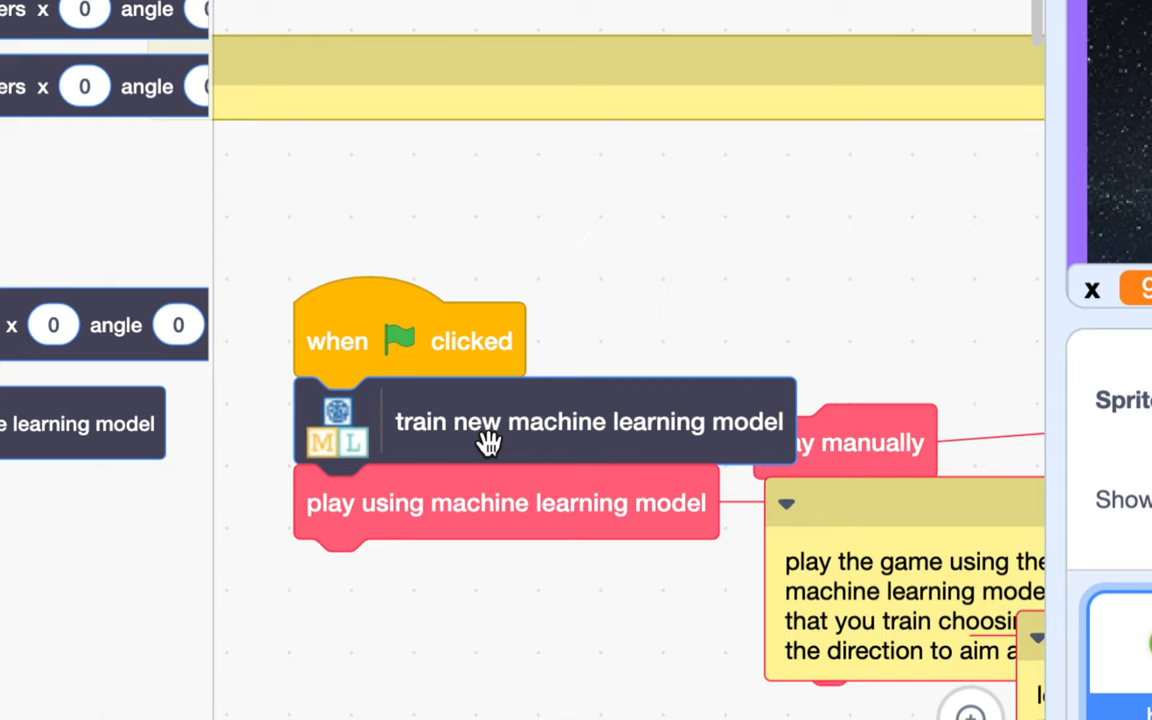 ers x 0 angle
ers x 0 angle
x 0 angle 0
e learning model
when clicked
ML train new machine learning model
ay manually
play using machine learning model
play the game using the
machine learning mode
that you train choosi
the direction to aim a
x 9
Sprit
Show